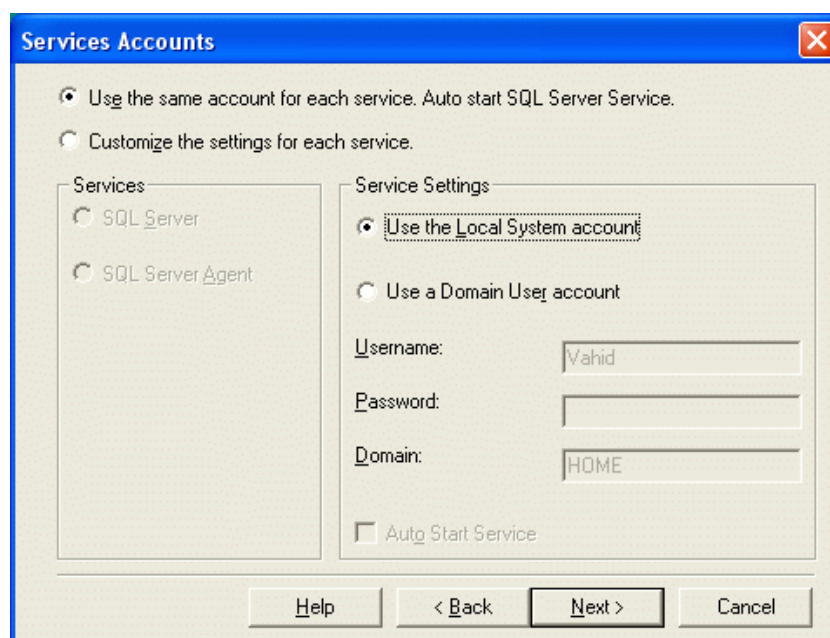 Services Accounts
Use the same account for each service. Auto start SQL Server Service.
Customize the settings for each service.
Services
SQL Server
SQL Server Agent
Service Settings
Use the Local System account
Use a Domain User account
Username:
Vahid
Password:
Domain:
HOME
Auto Start Service
Help
< Back
Next >
Cancel